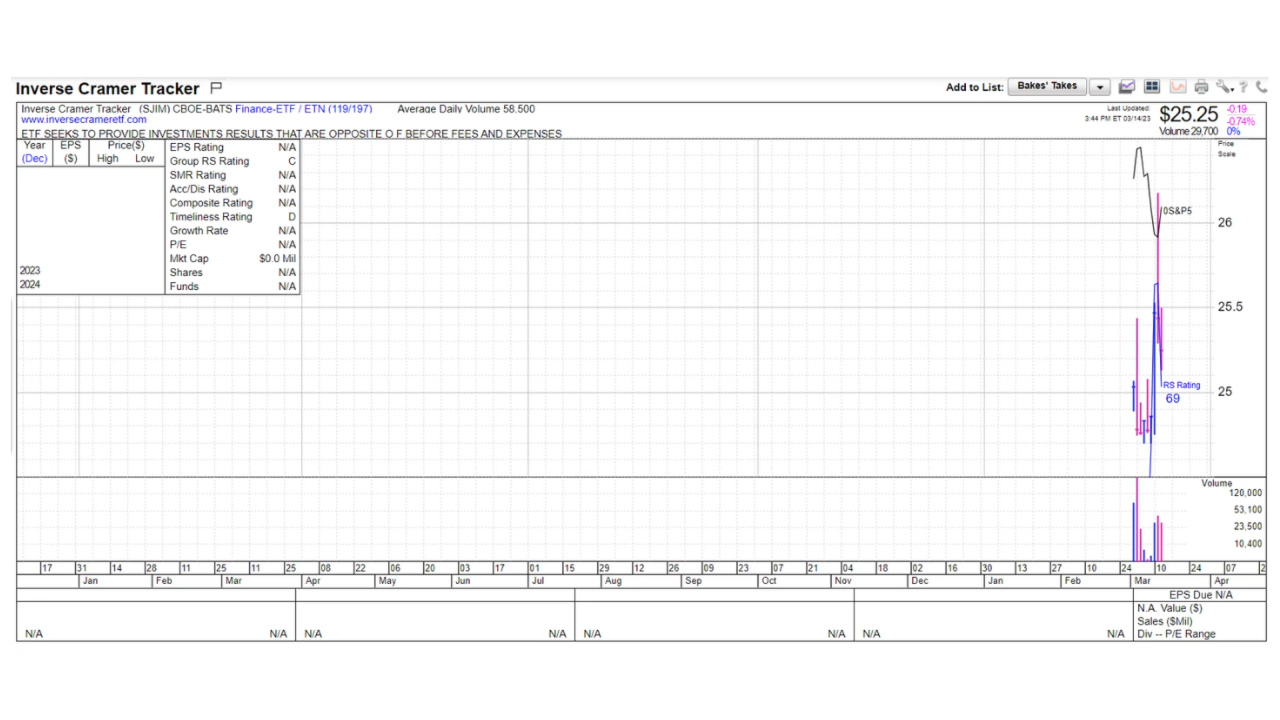 Inverse Cramer Tracker
Add to List: Bakes' Takes
Inverse Cramer Tracker (SJIM) CBOE-BATS Finance-ETF / ETN (119/197) Average Daily Volume 58.500
www.inversecrameretf.com
ETF SEEKS TO PROVIDE INVESTMENTS RESULTS THAT ARE OPPOSITE O F BEFORE FEES AND EXPENSES
Last Updated:
3:44 PM ET 03/14/23
$25.25
-0.19
-0.74%
Volume 29,700 0%
Year EPS Price($)
(Dec) ($) High Low
2023
2024
EPS Rating N/A
Group RS Rating C
SMR Rating N/A
Acc/Dis Rating N/A
Composite Rating N/A
Timeliness Rating D
Growth Rate N/A
P/E N/A
Mkt Cap $0.0 Mil
Shares N/A
Funds N/A
Price
Scale
0S&P5
26
25.5
25
RS Rating
69
Volume
120,000
53,100
23,500
10,400
17 31 14 28 11 25 11 25 08 22 06 20 03 17 01 15 29 12 26 09 23 07 21 04 18 02 16 30 13 27 10 24 10 24 07 2
Jan Feb Mar Apr May Jun Jul Aug Sep Oct Nov Dec Jan Feb Mar Apr
EPS Due N/A
N.A. Value ($)
Sales ($Mil)
N/A N/A N/A N/A N/A N/A N/A N/A Div -- P/E Range